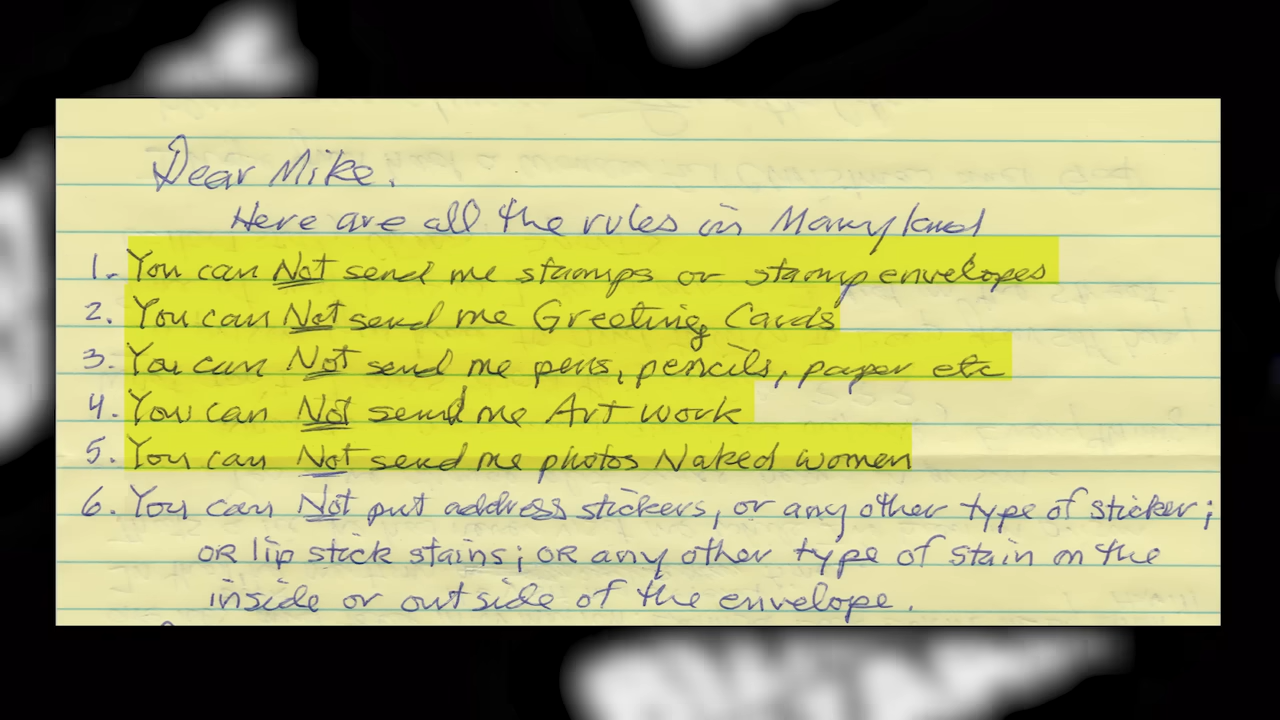 Dear Mike.
Here are all the rules in Maryland
1. You can Not send me stamps or stamp envelopes
2. You can Not send me Greeting Cards
3. You can Not send me pens, pencils, paper etc
4. You can Not send me Art work
5. You can Not send me photos Naked women
6. You can Not put address stickers, or any other type of sticker;
OR lip stick stains; OR any other type of stain on the
inside or outside of the envelope.